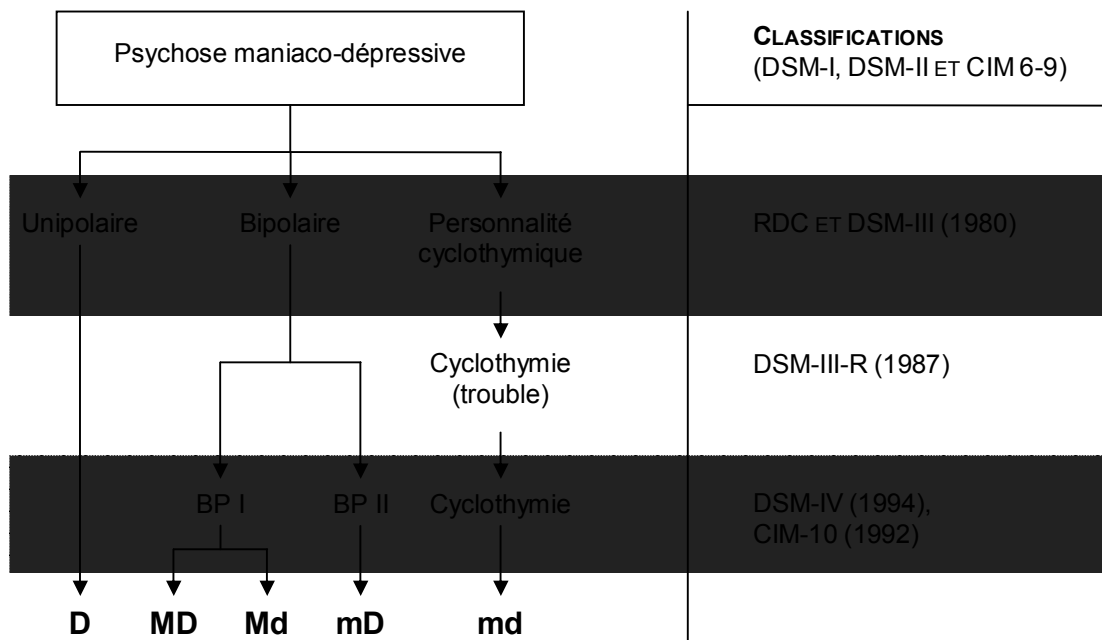 Psychose maniaco-dépressive
CLASSIFICATIONS
(DSM-I, DSM-II ET CIM 6-9)
Unipolaire
Bipolaire
Personnalité
cyclothymique
RDC ET DSM-III (1980)
Cyclothymie
(trouble)
DSM-III-R (1987)
BP I
BP II
Cyclothymie
DSM-IV (1994),
CIM-10 (1992)
D
MD
Md
mD
md